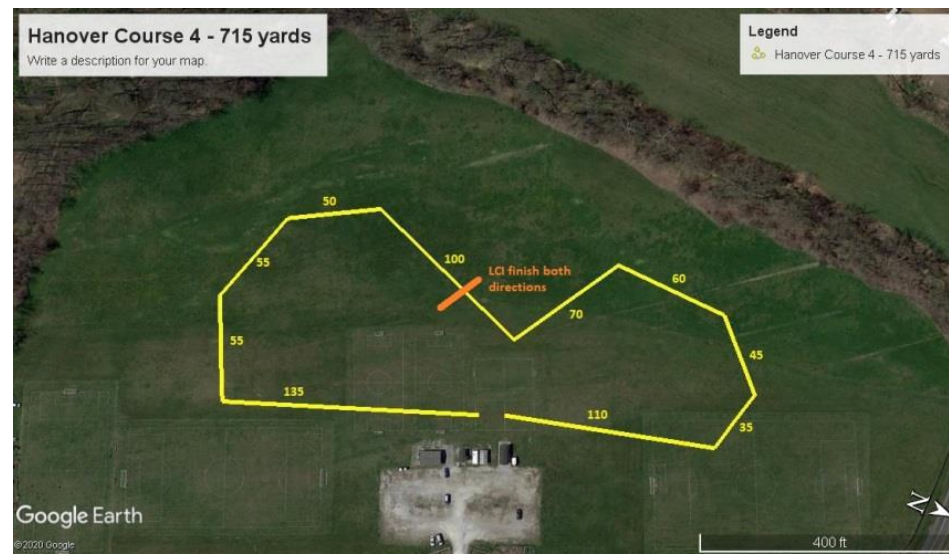 Hanover Course 4 - 715 yards
Write a description for your map.
Legend
Hanover Course 4 - 715 yards
50
55
100
LCI finish both
directions
60
70
55
45
135
110
35
N
Google Earth
©2020 Google
400 ft